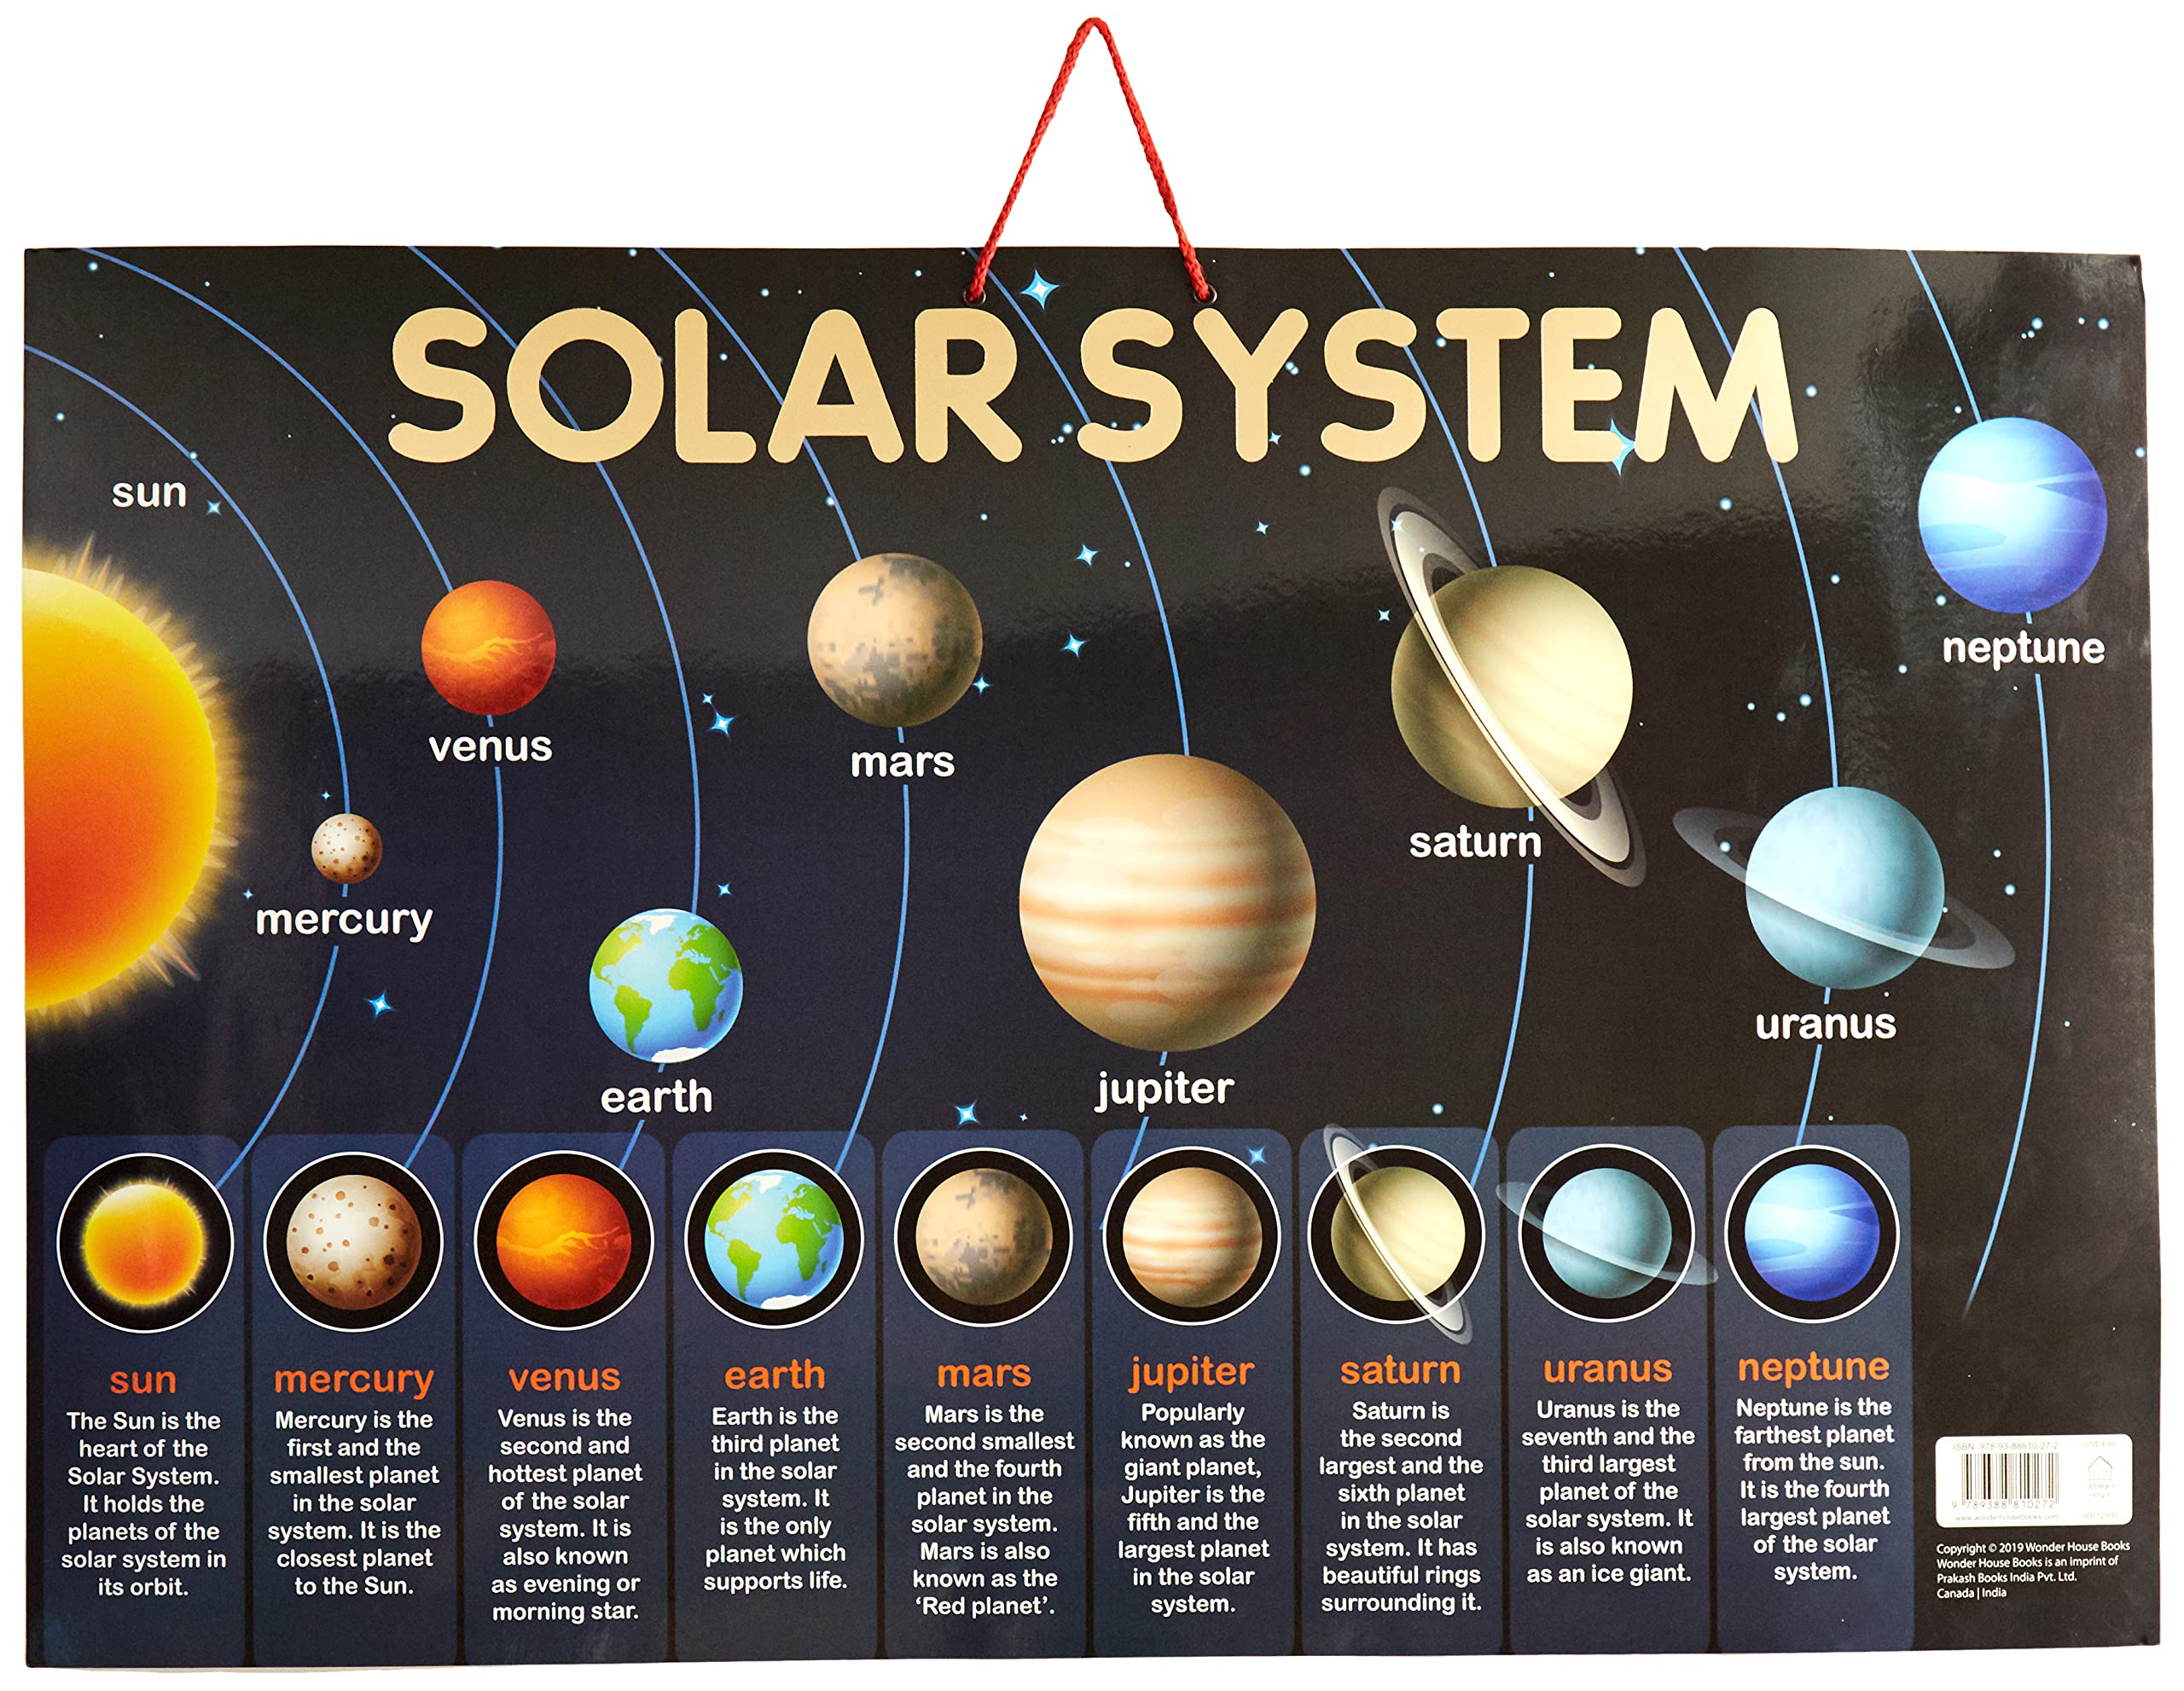 SOLAR SYSTEM
sun
neptune
venus
mars
saturn
mercury
uranus
earth
jupiter
sun
The Sun is the
heart of the
Solar System.
It holds the
planets of the
solar system in
its orbit.
mercury
Mercury is the
first and the
smallest planet
in the solar
system. It is the
closest planet
to the Sun.
venus
Venus is the
second and
hottest planet
of the solar
system. It is
also known
as evening or
morning star.
earth
Earth is the
third planet
in the solar
system. It
is the only
planet which
supports life.
mars
Mars is the
second smallest
and the fourth
planet in the
solar system.
Mars is also
known as the
‘Red planet’.
jupiter
Popularly
known as the
giant planet,
Jupiter is the
fifth and the
largest planet
in the solar
system.
saturn
Saturn is
the second
largest and the
sixth planet
in the solar
system. It has
beautiful rings
surrounding it.
uranus
Uranus is the
seventh and the
third largest
planet of the
solar system. It
is also known
as an ice giant.
neptune
Neptune is the
farthest planet
from the sun.
It is the fourth
largest planet
of the solar
system.
ISBN 978-93-88810-27-2
9 789388 810272
www.wonderhousebooks.com
Copyright © 2019 Wonder House Books
Wonder House Books is an imprint of
Prakash Books India Pvt. Ltd.
Canada | India